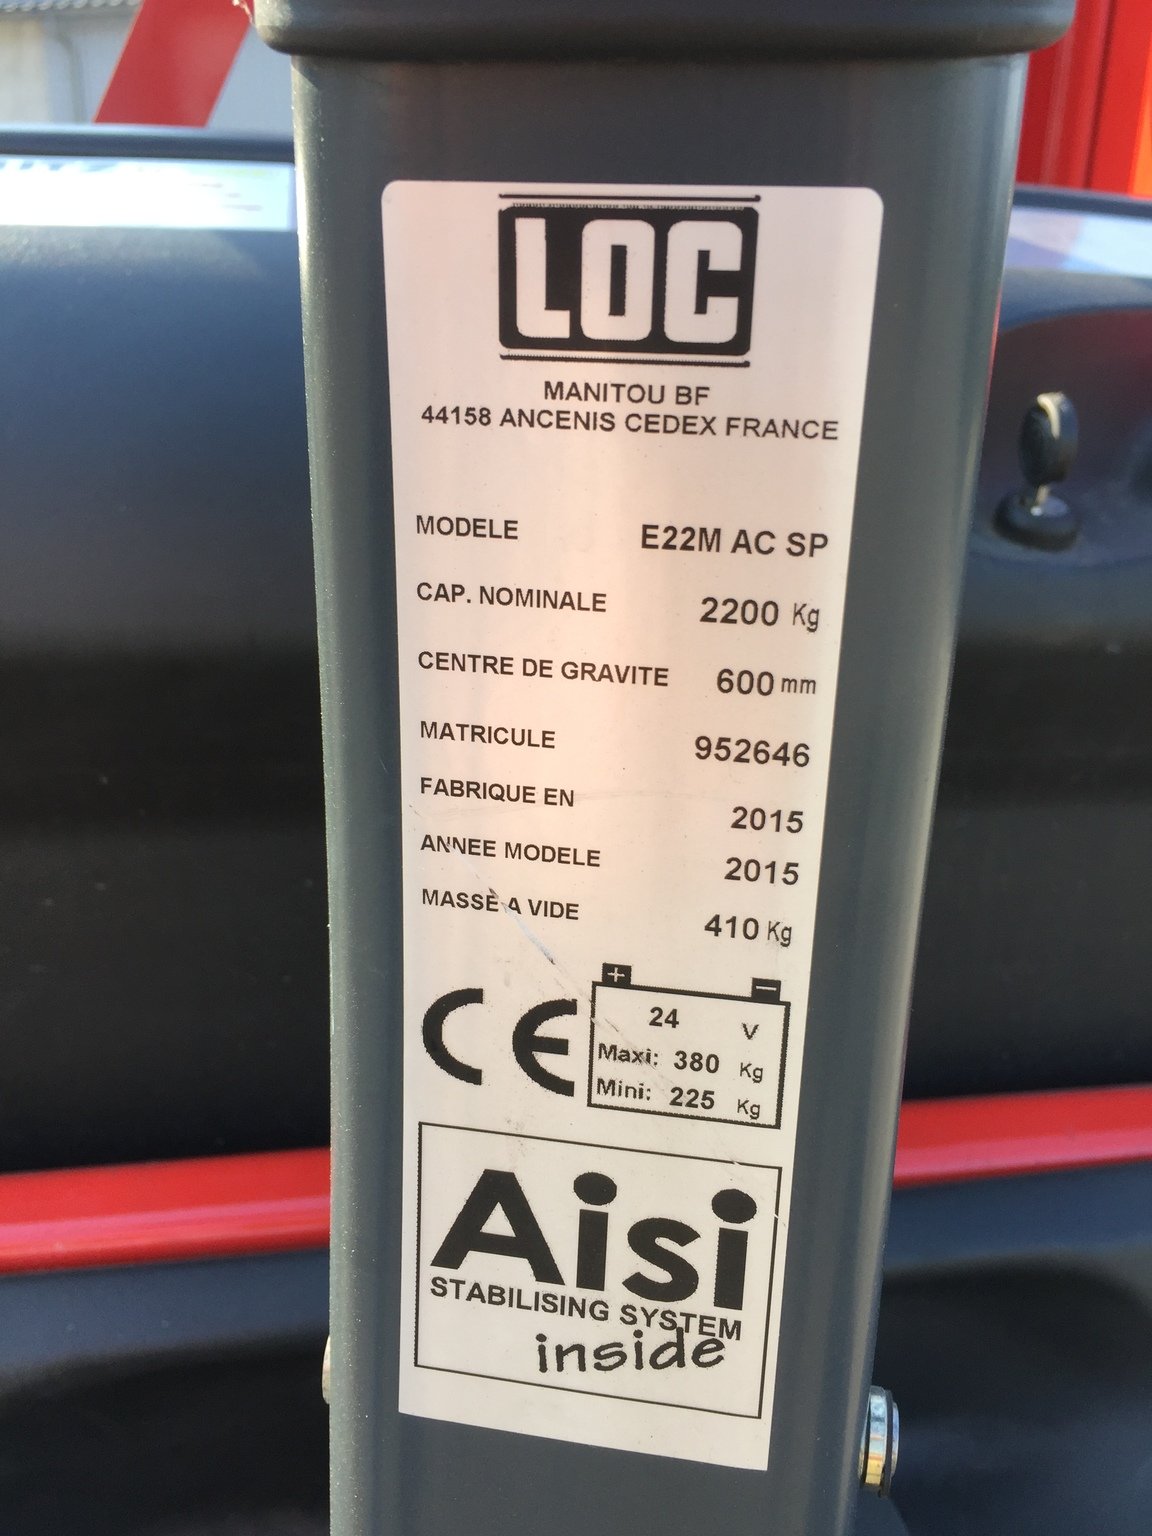 LOC
MANITOU BF
44158 ANCENIS CEDEX FRANCE
MODELE E22M AC SP
CAP. NOMINALE 2200 Kg
CENTRE DE GRAVITE 600 mm
MATRICULE 952646
FABRIQUE EN 2015
ANNEE MODELE 2015
MASSE A VIDE 410 Kg
CE
+ −
24 V
Maxi: 380 Kg
Mini: 225 Kg
Aisi
STABILISING SYSTEM
inside